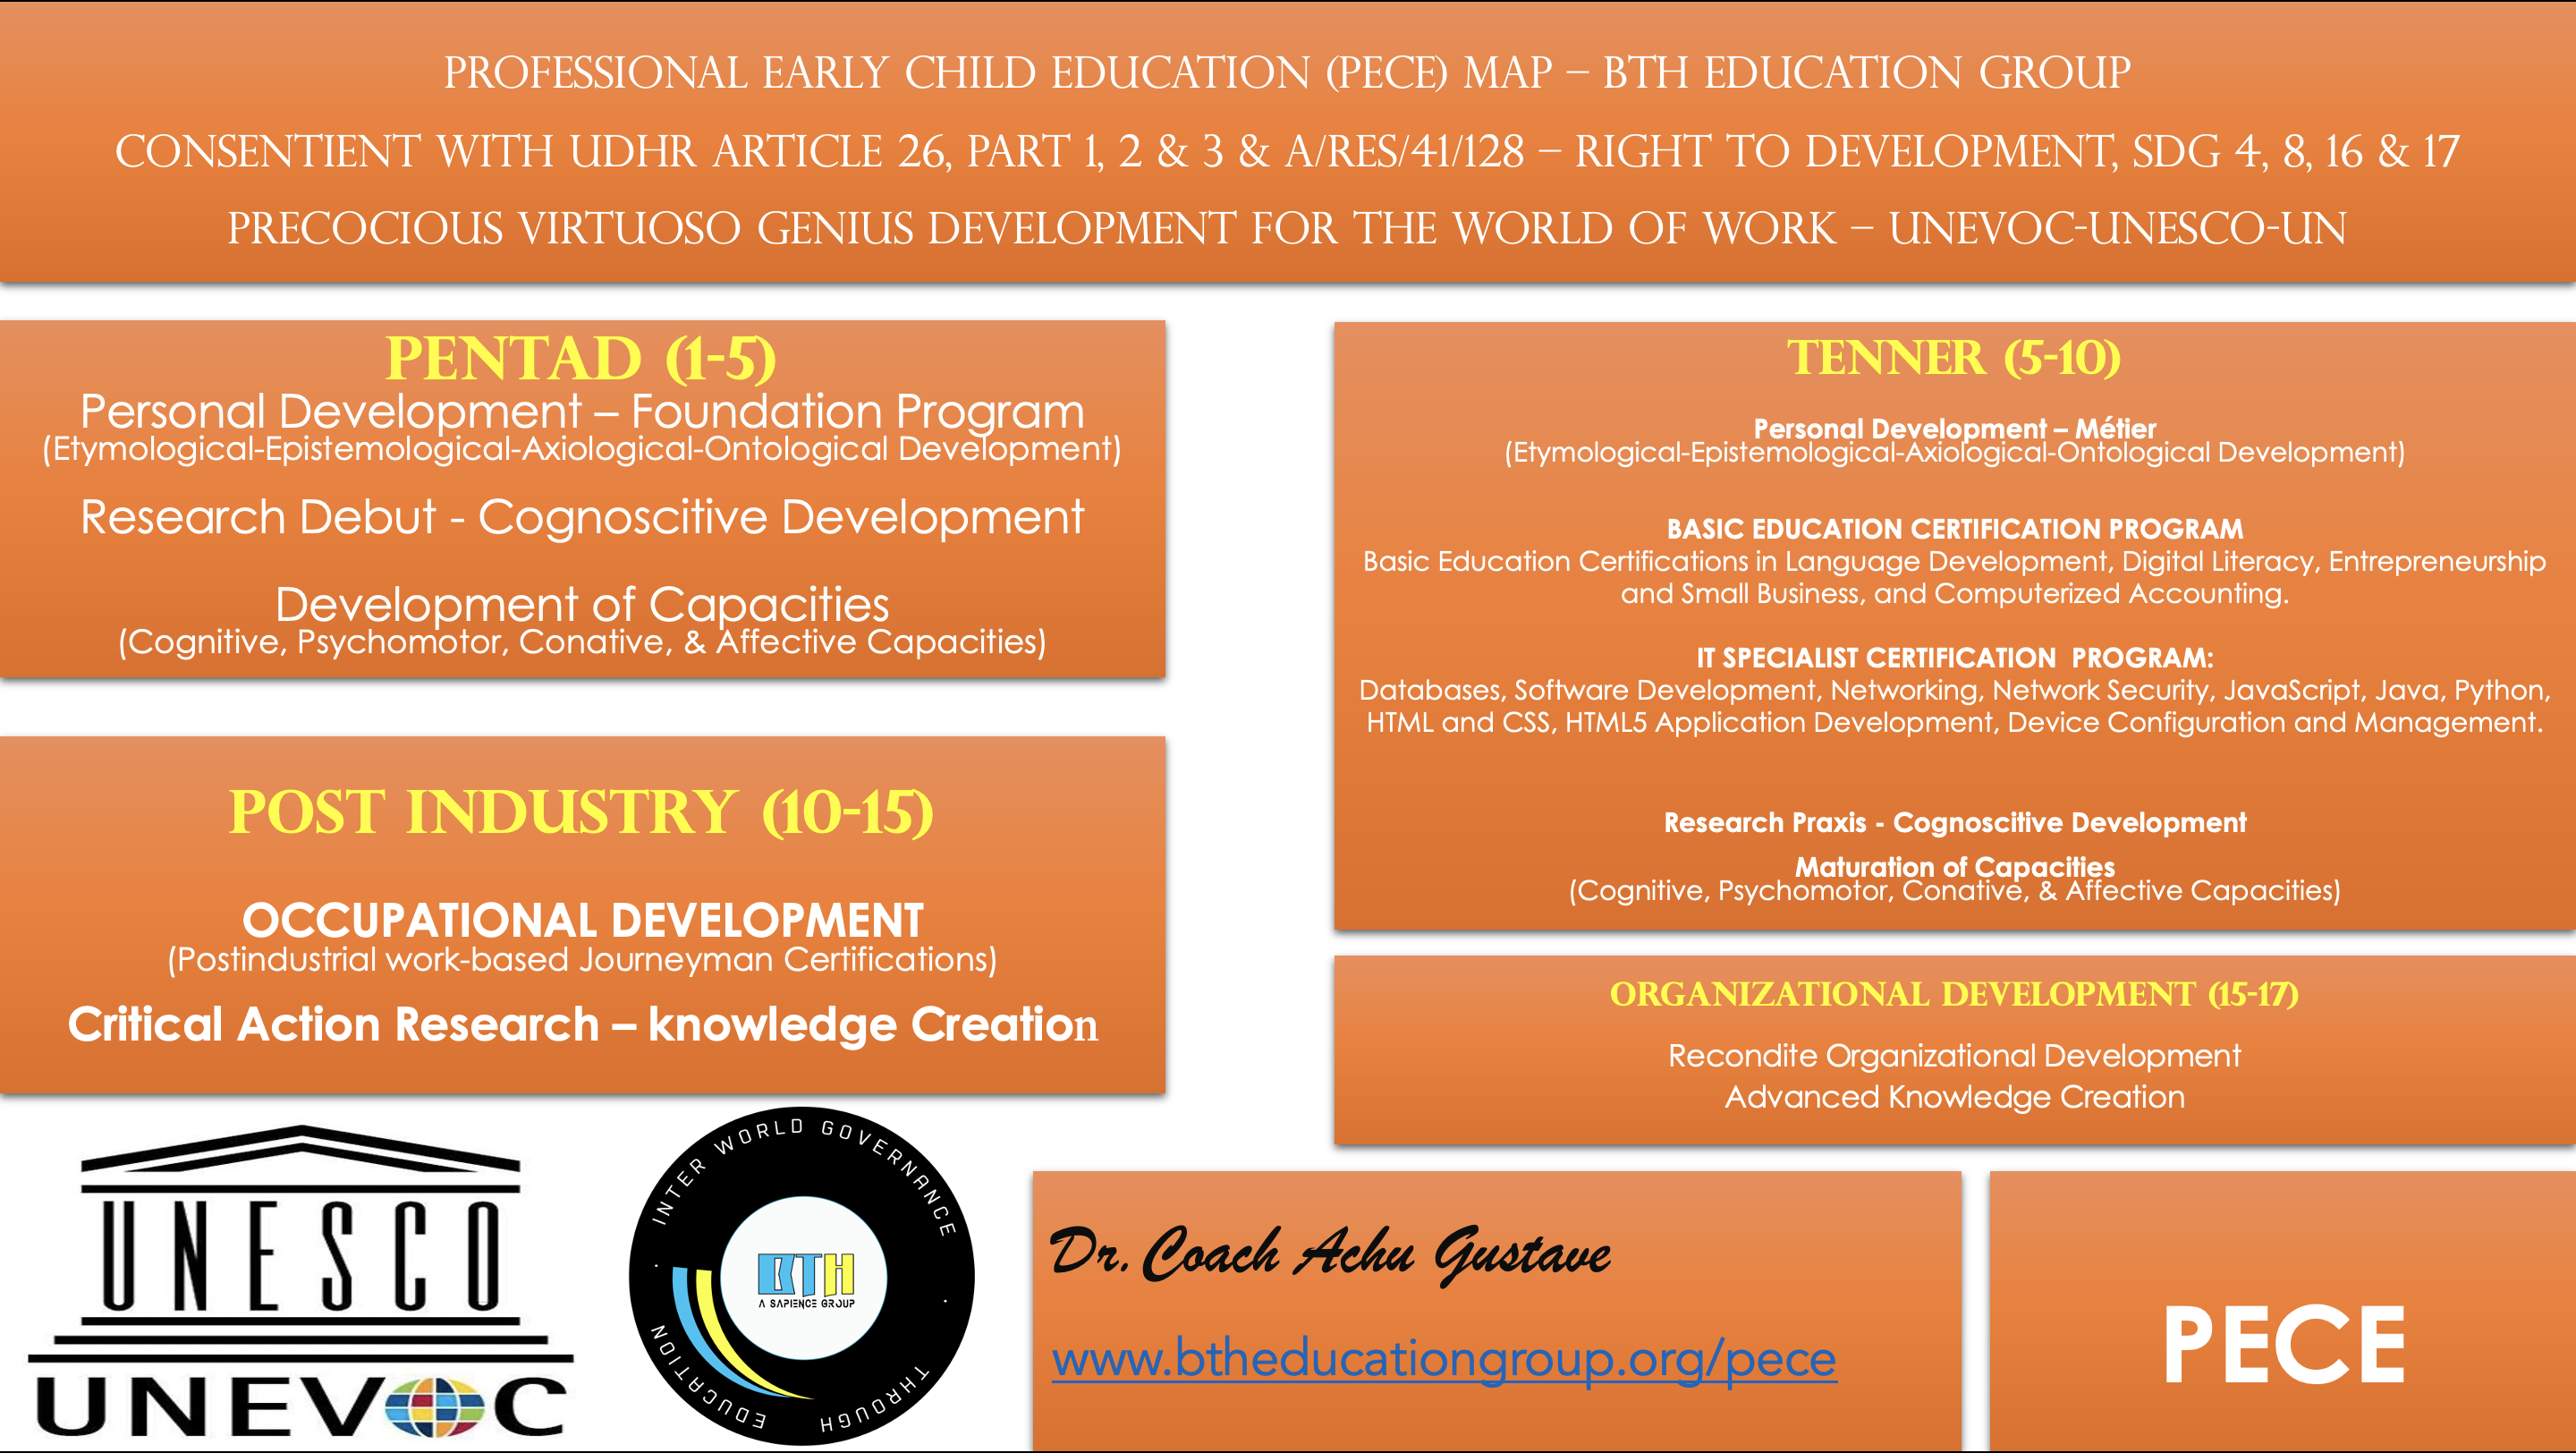 PROFESSIONAL EARLY CHILD EDUCATION (PECE) MAP – BTH EDUCATION GROUP
CONSENTIENT WITH UDHR ARTICLE 26, PART 1, 2 & 3 & A/RES/41/128 – RIGHT TO DEVELOPMENT, SDG 4, 8, 16 & 17
PRECOCIOUS VIRTUOSO GENIUS DEVELOPMENT FOR THE WORLD OF WORK – UNEVOC-UNESCO-UN
PENTAD (1-5)
Personal Development – Foundation Program
(Etymological-Epistemological-Axiological-Ontological Development)
Research Debut - Cognoscitive Development
Development of Capacities
(Cognitive, Psychomotor, Conative, & Affective Capacities)
TENNER (5-10)
Personal Development – Métier
(Etymological-Epistemological-Axiological-Ontological Development)
BASIC EDUCATION CERTIFICATION PROGRAM
Basic Education Certifications in Language Development, Digital Literacy, Entrepreneurship
and Small Business, and Computerized Accounting.
IT SPECIALIST CERTIFICATION PROGRAM:
Databases, Software Development, Networking, Network Security, JavaScript, Java, Python,
HTML and CSS, HTML5 Application Development, Device Configuration and Management.
Research Praxis - Cognoscitive Development
Maturation of Capacities
(Cognitive, Psychomotor, Conative, & Affective Capacities)
POST INDUSTRY (10-15)
OCCUPATIONAL DEVELOPMENT
(Postindustrial work-based Journeyman Certifications)
Critical Action Research – knowledge Creation
ORGANIZATIONAL DEVELOPMENT (15-17)
Recondite Organizational Development
Advanced Knowledge Creation
UNESCO
UNEVOC
INTER WORLD GOVERNANCE
THROUGH EDUCATION
BTH
A SAPIENCE GROUP
Dr. Coach Achu Gustave
www.btheducationgroup.org/pece
PECE